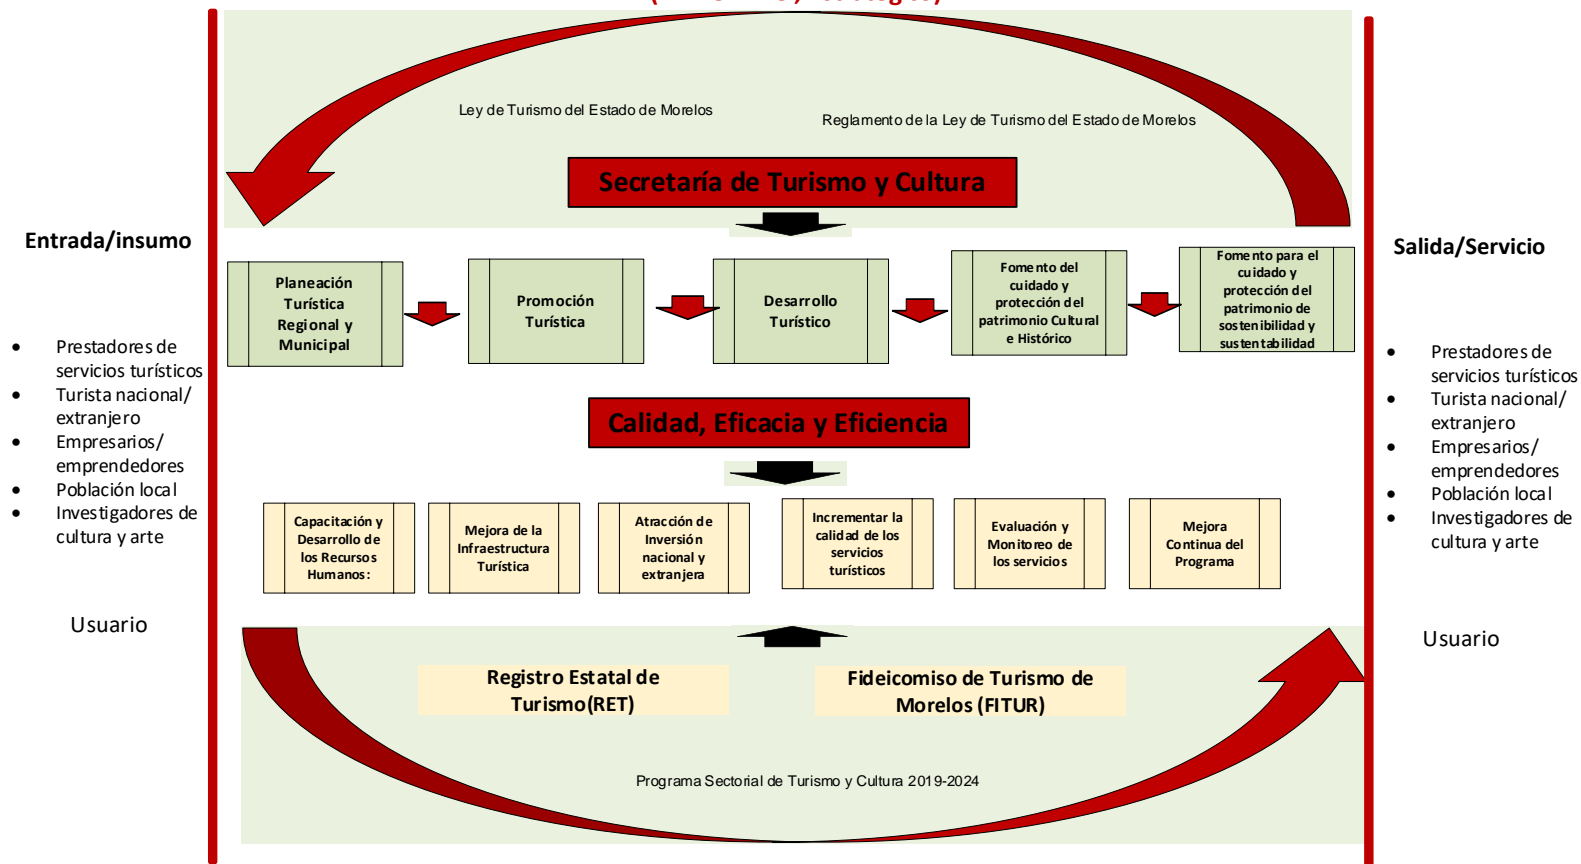 Ley de Turismo del Estado de Morelos
Reglamento de la Ley de Turismo del Estado de Morelos
Secretaría de Turismo y Cultura
Entrada/insumo
Prestadores de
servicios turísticos
Turista nacional/
extranjero
Empresarios/
emprendedores
Población local
Investigadores de
cultura y arte
Usuario
Planeación
Turística
Regional y
Municipal
Promoción
Turística
Desarrollo
Turístico
Fomento del
cuidado y
protección del
patrimonio Cultural
e Histórico
Fomento para el
cuidado y
protección del
patrimonio de
sostenibilidad y
sustentabilidad
Calidad, Eficacia y Eficiencia
Capacitación y
Desarrollo de
los Recursos
Humanos:
Mejora de la
Infraestructura
Turística
Atracción de
Inversión
nacional y
extranjera
Incrementar la
calidad de los
servicios
turísticos
Evaluación y
Monitoreo de
los servicios
Mejora
Continua del
Programa
Registro Estatal de
Turismo(RET)
Fideicomiso de Turismo de
Morelos (FITUR)
Programa Sectorial de Turismo y Cultura 2019-2024
Salida/Servicio
Prestadores de
servicios turísticos
Turista nacional/
extranjero
Empresarios/
emprendedores
Población local
Investigadores de
cultura y arte
Usuario